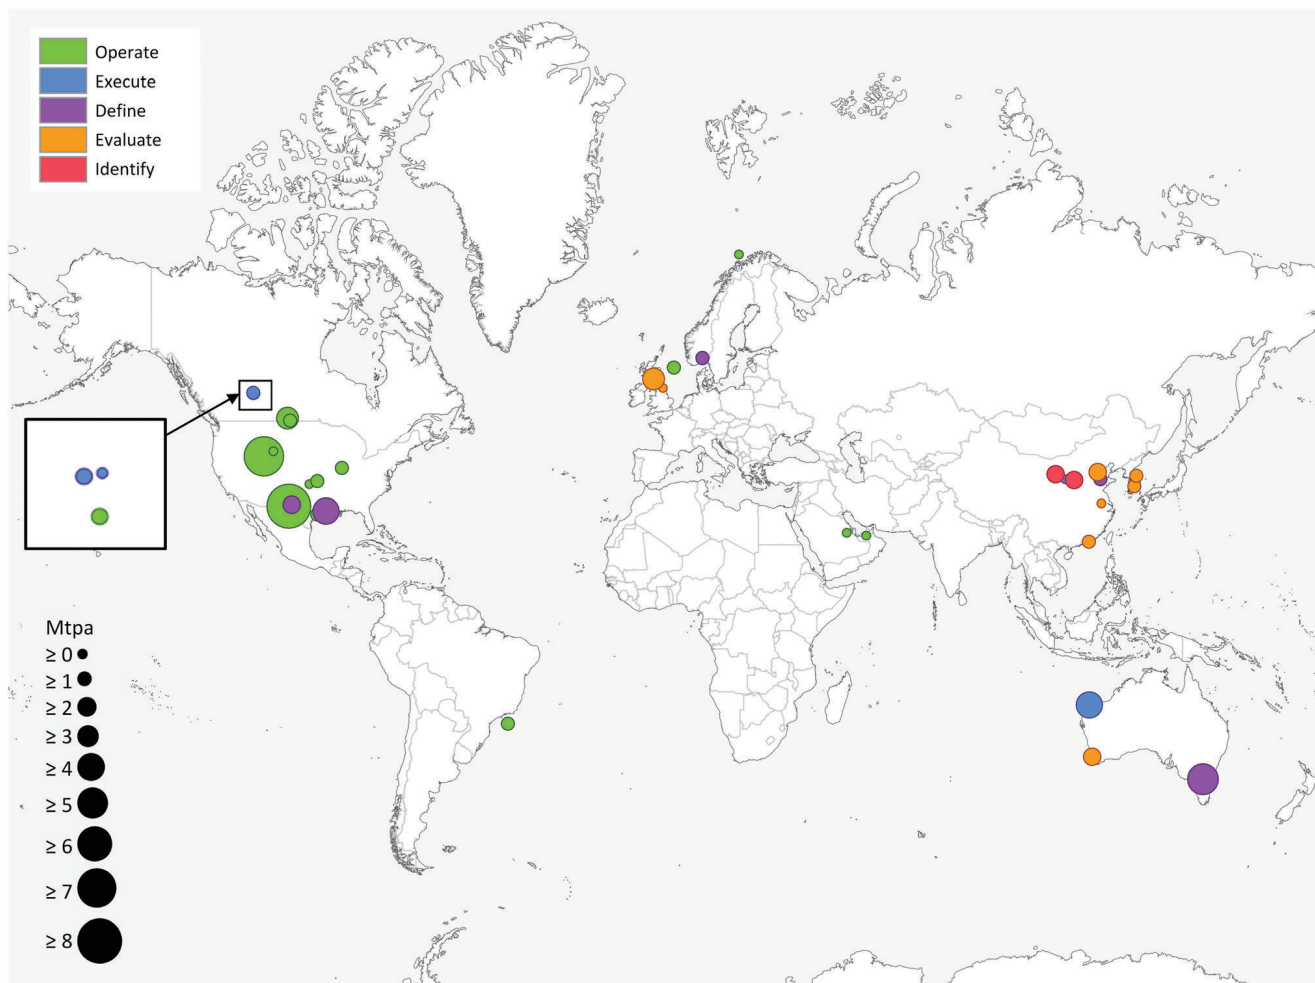 Operate
Execute
Define
Evaluate
Identify
Mtpa
≥ 0
≥ 1
≥ 2
≥ 3
≥ 4
≥ 5
≥ 6
≥ 7
≥ 8